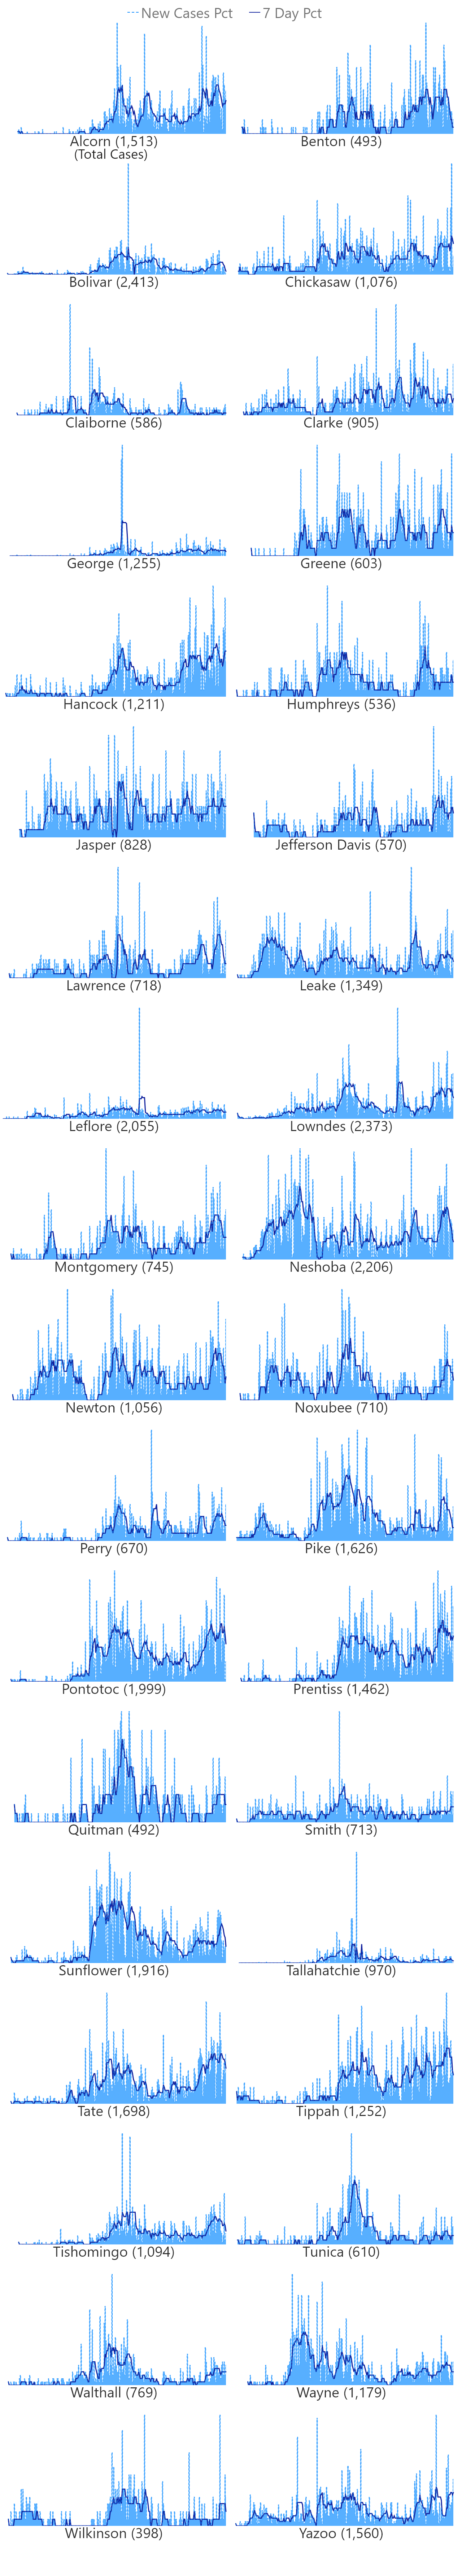 New Cases Pct 7 Day Pct
Alcorn (1,513)
(Total Cases)
Benton (493)
Bolivar (2,413)
Chickasaw (1,076)
Claiborne (586)
Clarke (905)
George (1,255)
Greene (603)
Hancock (1,211)
Humphreys (536)
Jasper (828)
Jefferson Davis (570)
Lawrence (718)
Leake (1,349)
Leflore (2,055)
Lowndes (2,373)
Montgomery (745)
Neshoba (2,206)
Newton (1,056)
Noxubee (710)
Perry (670)
Pike (1,626)
Pontotoc (1,999)
Prentiss (1,462)
Quitman (492)
Smith (713)
Sunflower (1,916)
Tallahatchie (970)
Tate (1,698)
Tippah (1,252)
Tishomingo (1,094)
Tunica (610)
Walthall (769)
Wayne (1,179)
Wilkinson (398)
Yazoo (1,560)